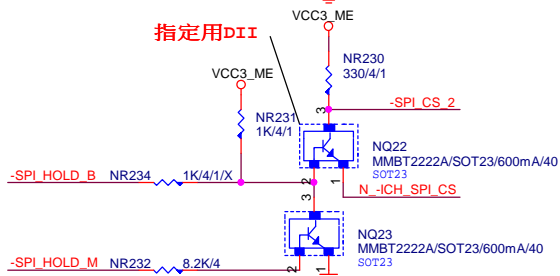 VCC3_ME
指定用DII
NR230
330/4/1
VCC3_ME
3
-SPI_CS_2
NR231
1K/4/1
NQ22
MMBT2222A/SOT23/600mA/40
SOT23
-SPI_HOLD_B
NR234
1K/4/1/X
2
1
N_-ICH_SPI_CS
3
NQ23
MMBT2222A/SOT23/600mA/40
SOT23
-SPI_HOLD_M
NR232
8.2K/4
2
1